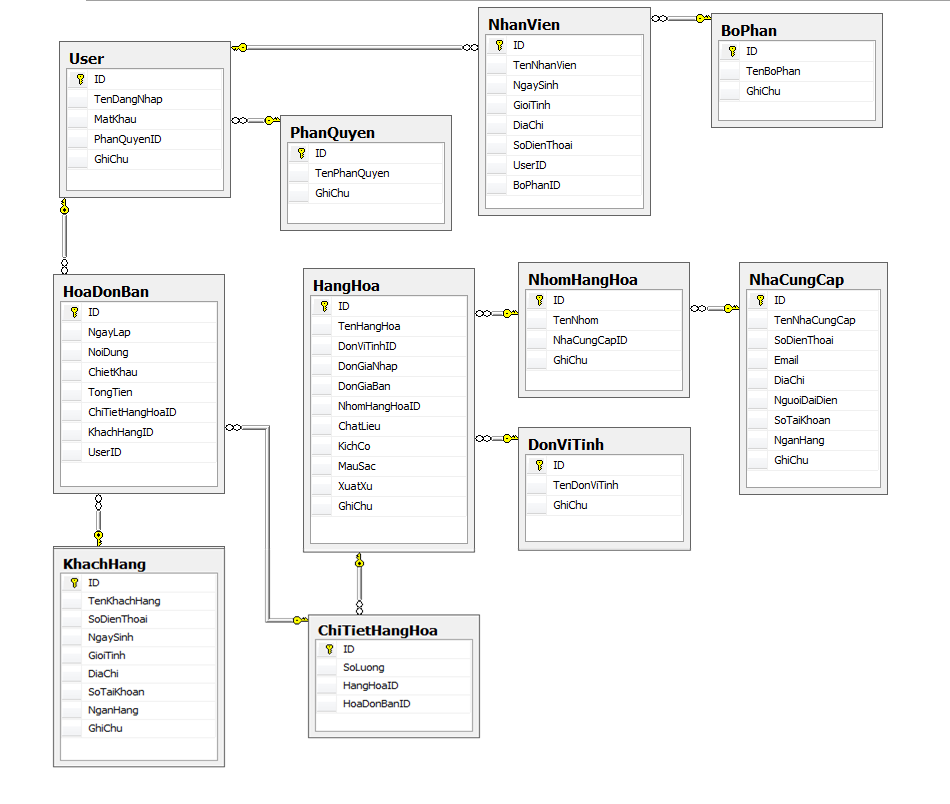 User
ID
TenDangNhap
MatKhau
PhanQuyenID
GhiChu
PhanQuyen
ID
TenPhanQuyen
GhiChu
NhanVien
ID
TenNhanVien
NgaySinh
GioiTinh
DiaChi
SoDienThoai
UserID
BoPhanID
BoPhan
ID
TenBoPhan
GhiChu
HoaDonBan
ID
NgayLap
NoiDung
ChietKhau
TongTien
ChiTietHangHoaID
KhachHangID
UserID
HangHoa
ID
TenHangHoa
DonViTinhID
DonGiaNhap
DonGiaBan
NhomHangHoaID
ChatLieu
KichCo
MauSac
XuatXu
GhiChu
NhomHangHoa
ID
TenNhom
NhaCungCapID
GhiChu
NhaCungCap
ID
TenNhaCungCap
SoDienThoai
Email
DiaChi
NguoiDaiDien
SoTaiKhoan
NganHang
GhiChu
DonViTinh
ID
TenDonViTinh
GhiChu
KhachHang
ID
TenKhachHang
SoDienThoai
NgaySinh
GioiTinh
DiaChi
SoTaiKhoan
NganHang
GhiChu
ChiTietHangHoa
ID
SoLuong
HangHoaID
HoaDonBanID